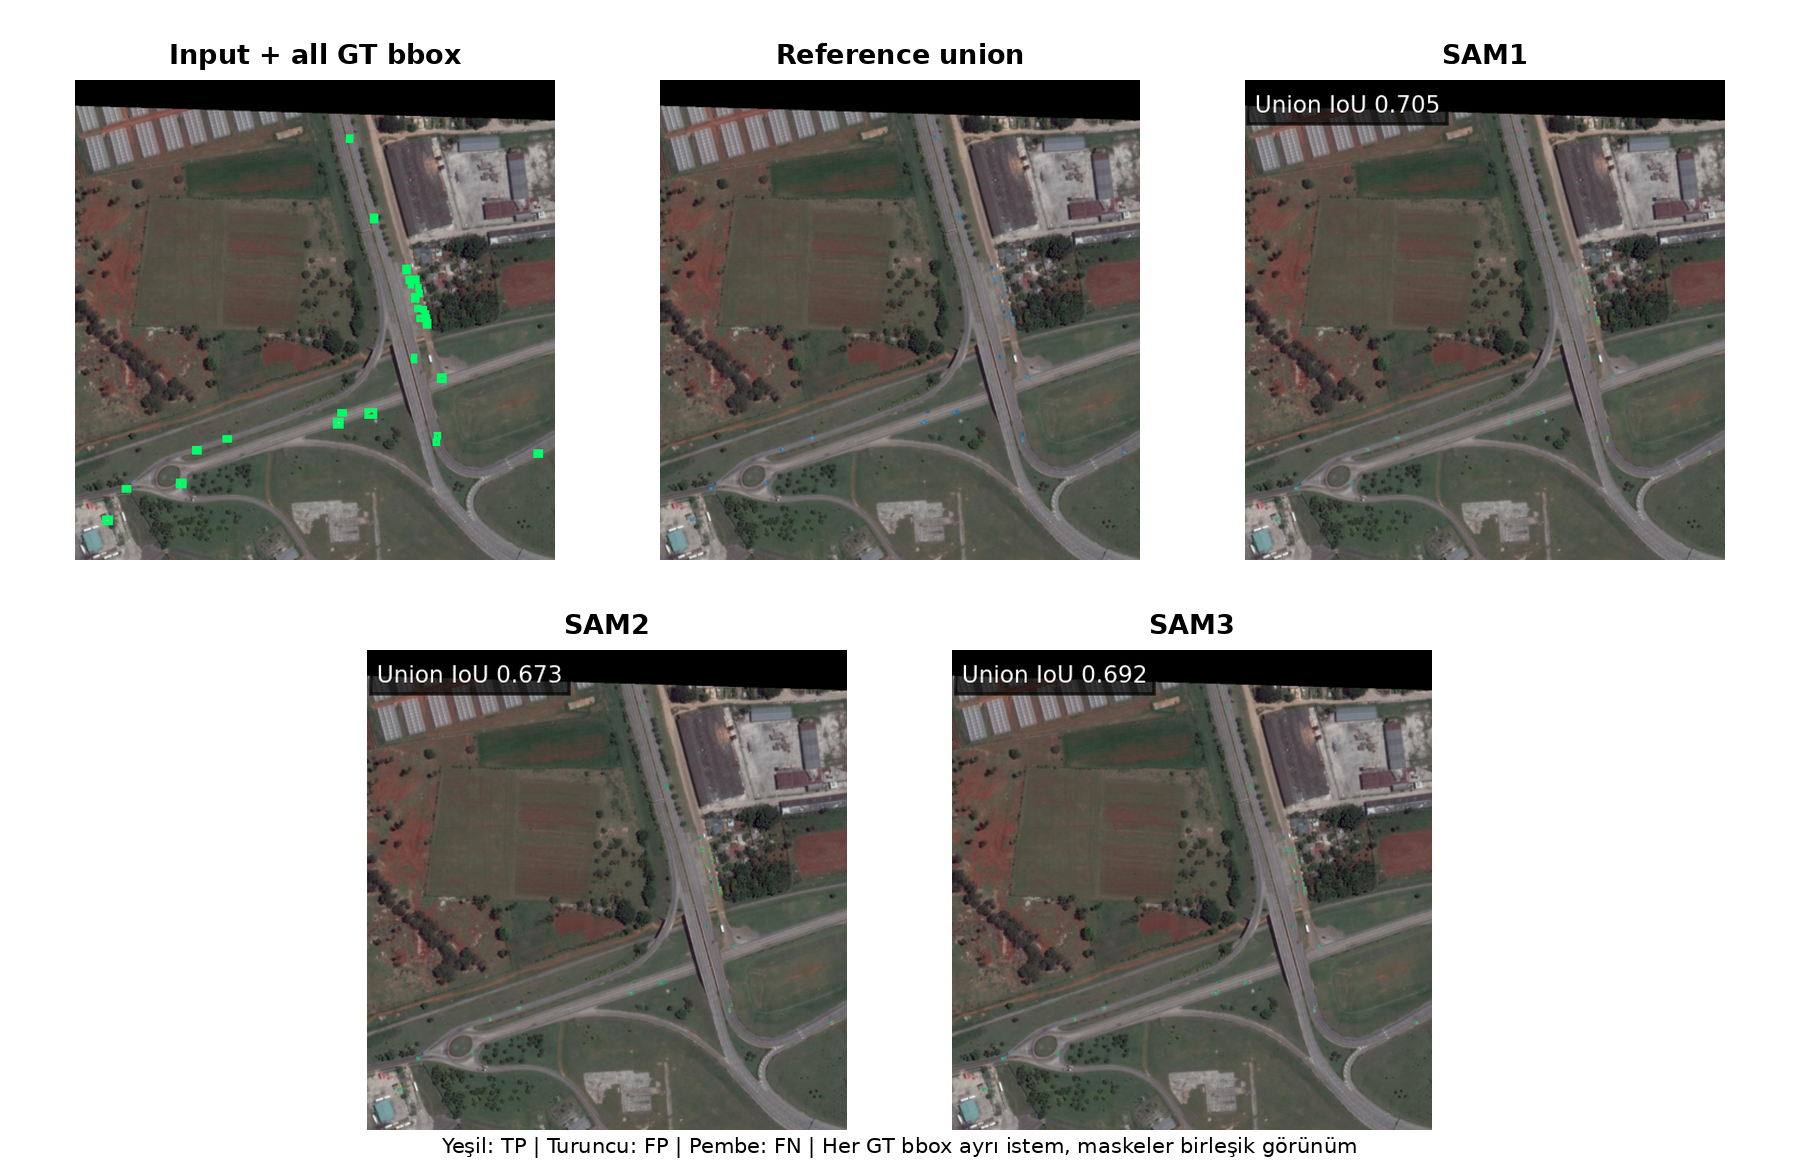 Input + all GT bbox
Reference union
SAM1
Union IoU 0.705
SAM2
SAM3
Union IoU 0.673
Union IoU 0.692
Yeşil: TP | Turuncu: FP | Pembe: FN | Her GT bbox ayrı istem, maskeler birleşik görünüm